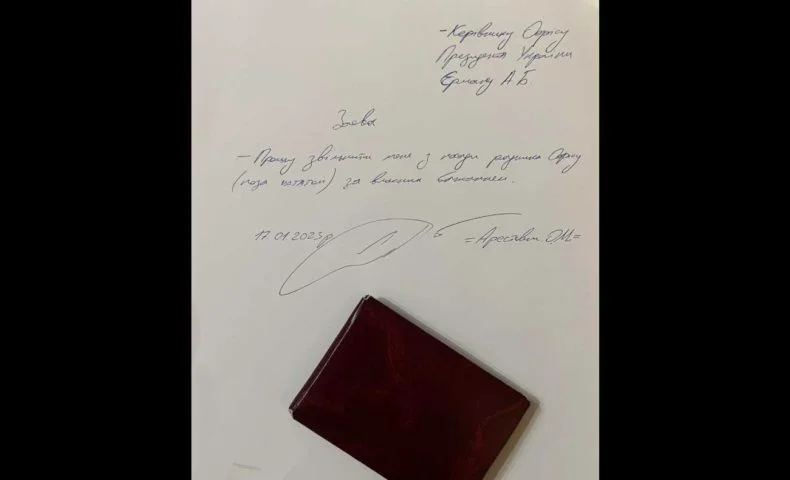 - Керівнику Офісу
Президента України
Єрмаку А.Б.
Заява
- Прошу звільнити мене з посади радника Офісу
(поза штатом) за власним бажанням.
17.01.2023р
=Арестович О.М=